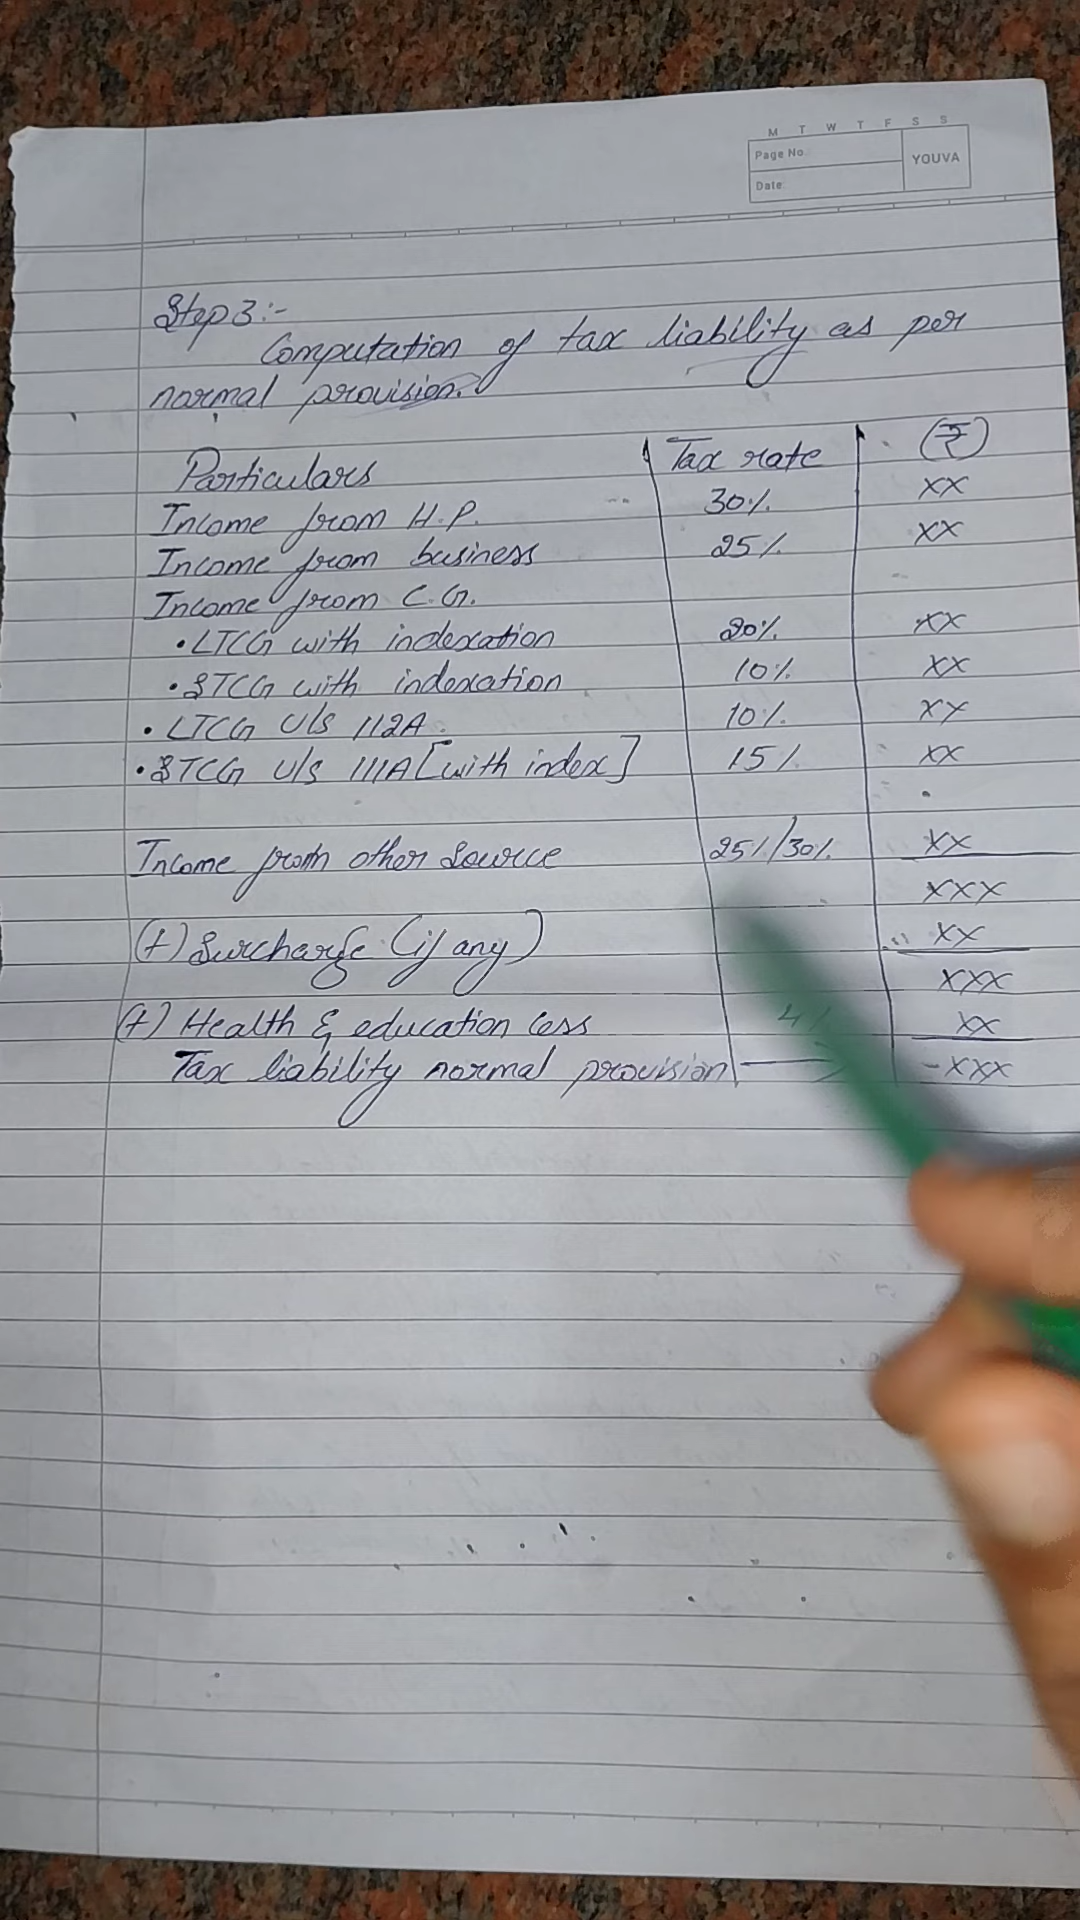 M T W T F S S
Page No.
YOUVA
Date:
Step 3:-
Computation of tax liability as per
normal provision.
Particulars Tax rate (₹)
Income from H.P. 30% XX
Income from business 25% XX
Income from C.G.
• LTCG with indexation 20% XX
• STCG with indexation 10% XX
• LTCG U/s 112A. 10% XX
• STCG U/s 111A [with index] 15% XX
Income from other source 25%/30% XX
XXX
(+) Surcharge (if any) XX
XXX
(+) Health & education cess 4% XX
Tax liability normal provision → XXX